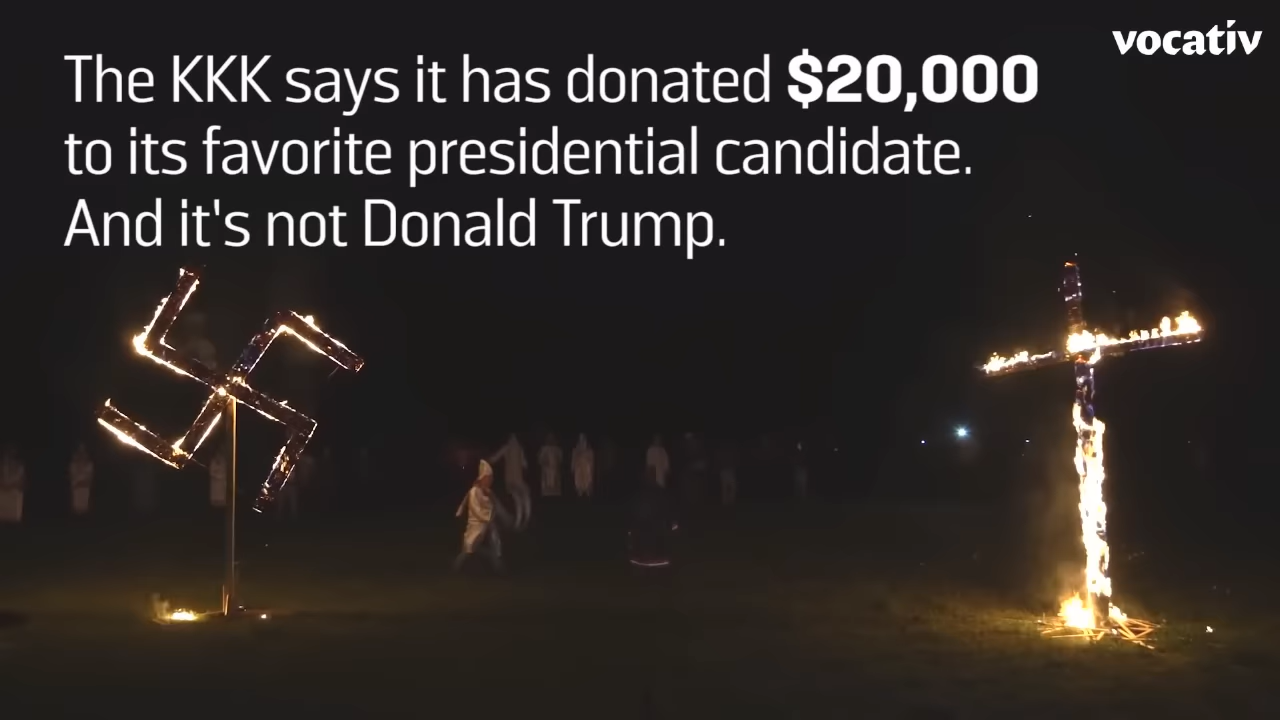 vocativ
The KKK says it has donated $20,000
to its favorite presidential candidate.
And it's not Donald Trump.